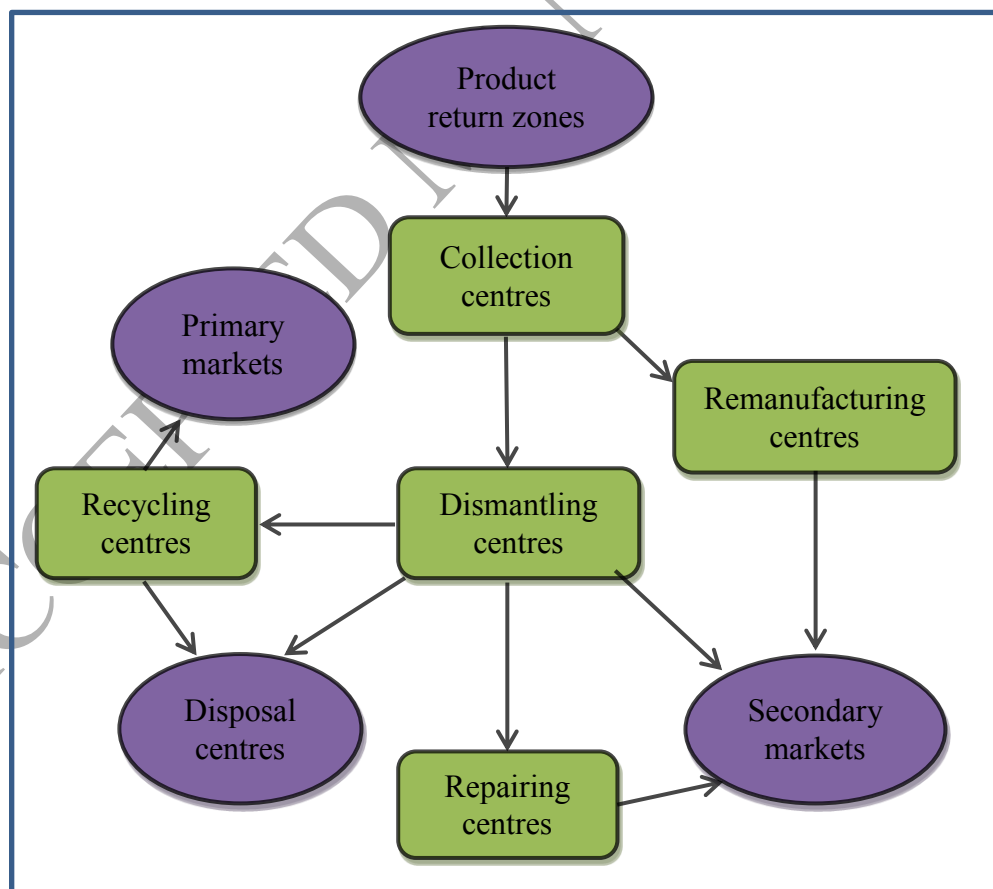 Product
return zones
Collection
centres
Primary
markets
Remanufacturing
centres
Recycling
centres
Dismantling
centres
Disposal
centres
Secondary
markets
Repairing
centres